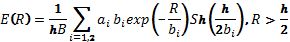 E(R) = 1/hB ∑_{i=1,2} a_i b_i exp(−R/b_i) Sh(h/2b_i), R > h/2